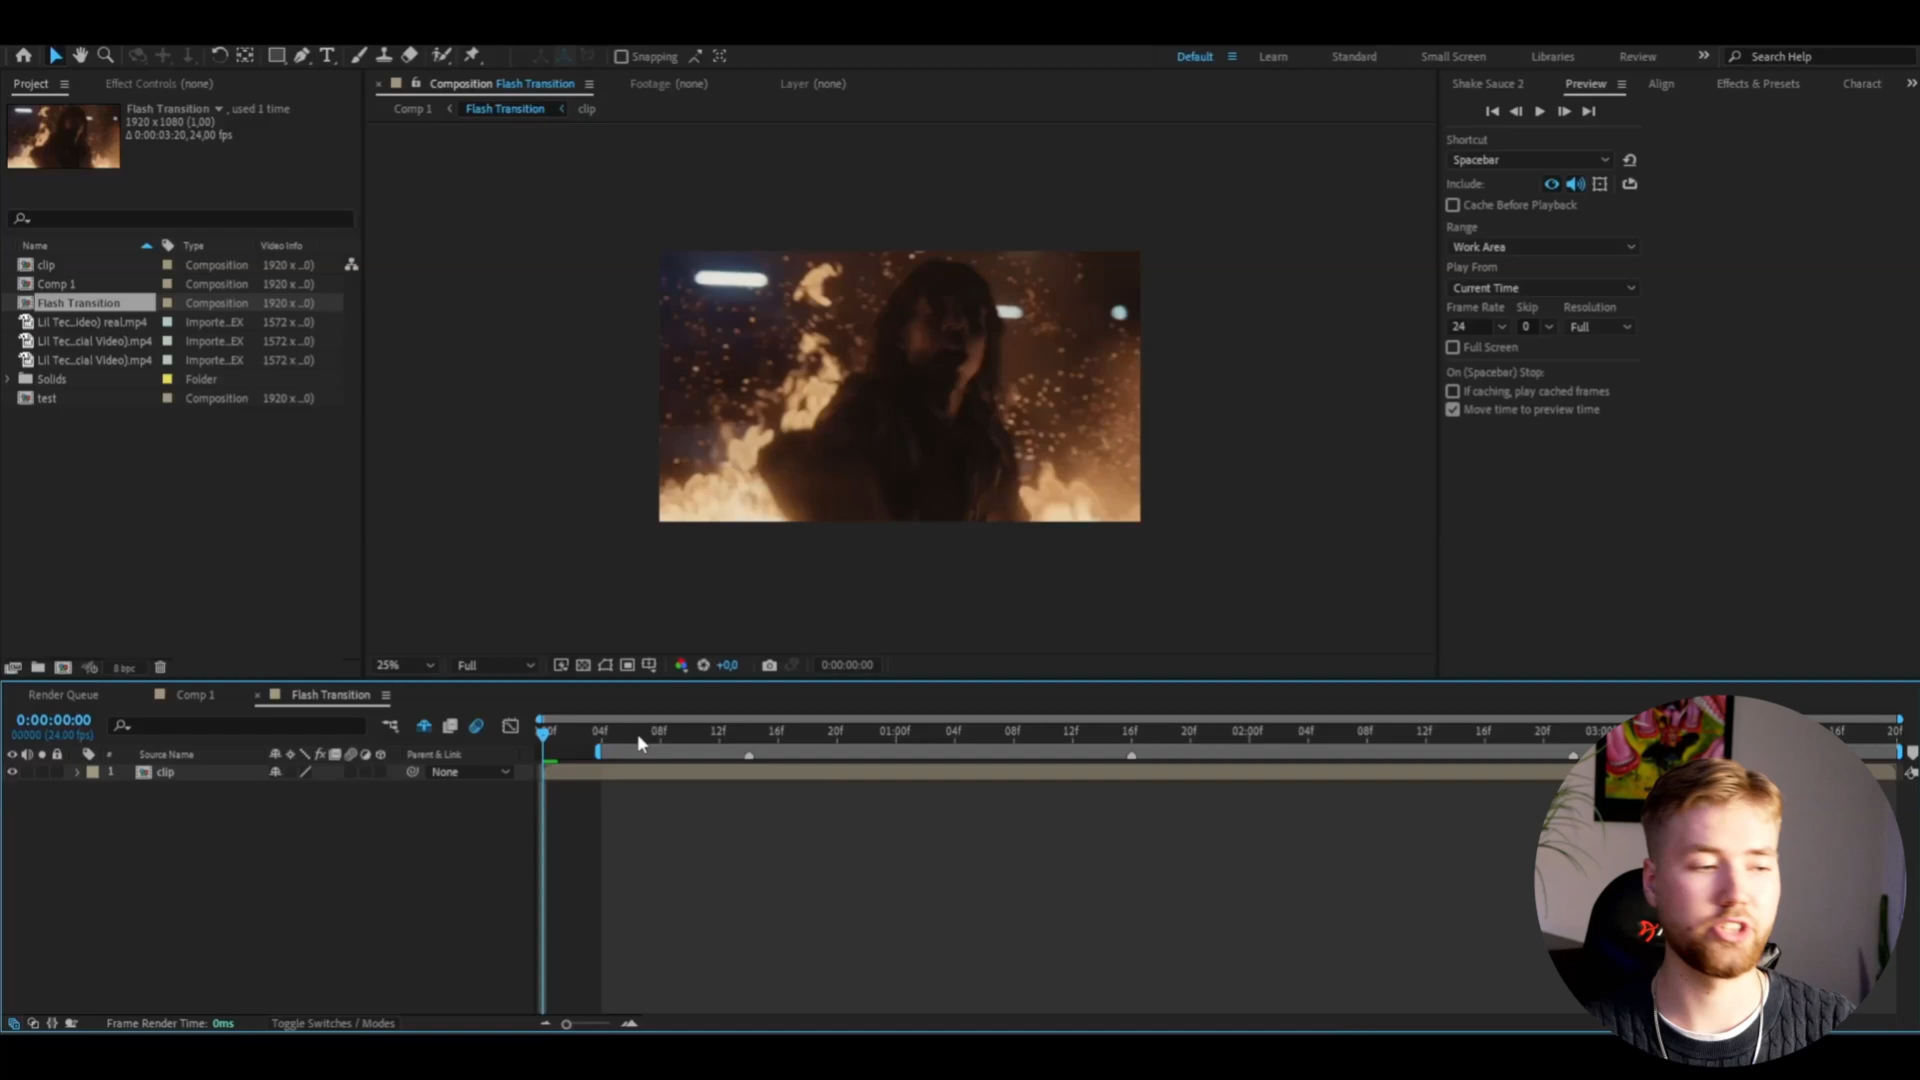 Snapping
Default
Learn
Standard
Small Screen
Libraries
Review
Search Help
Project
Effect Controls (none)
Composition Flash Transition
Footage (none)
Layer (none)
Shake Sauce 2
Preview
Align
Effects & Presets
Charact
Flash Transition
, used 1 time
1920 x 1080 (1,00)
Δ 0:00:03:20, 24,00 fps
Comp 1
Flash Transition
clip
Shortcut
Spacebar
Include:
Cache Before Playback
Range
Work Area
Play From
Current Time
Frame Rate
Skip
Resolution
24
0
Full
Full Screen
On (Spacebar) Stop:
If caching, play cached frames
Move time to preview time
Name
Type
Video Info
clip Composition 1920 x ...0)
Comp 1 Composition 1920 x ...0)
Flash Transition Composition 1920 x ...0)
Lil Tec...ideo) real.mp4 Importe...EX 1572 x ...0)
Lil Tec...cial Video).mp4 Importe...EX 1572 x ...0)
Lil Tec...cial Video).mp4 Importe...EX 1572 x ...0)
Solids Folder
test Composition 1920 x ...0)
8 bpc
25%
Full
+0,0
0:00:00:00
Render Queue
Comp 1
Flash Transition
0:00:00:00
00000 (24.00 fps)
04f 08f 12f 16f 20f 01:00f 04f 08f 12f 16f 20f 02:00f 04f 08f 12f 16f 20f 16f 20f
# Source Name
fx
Parent & Link
1 clip
None
Frame Render Time: 0ms
Toggle Switches / Modes